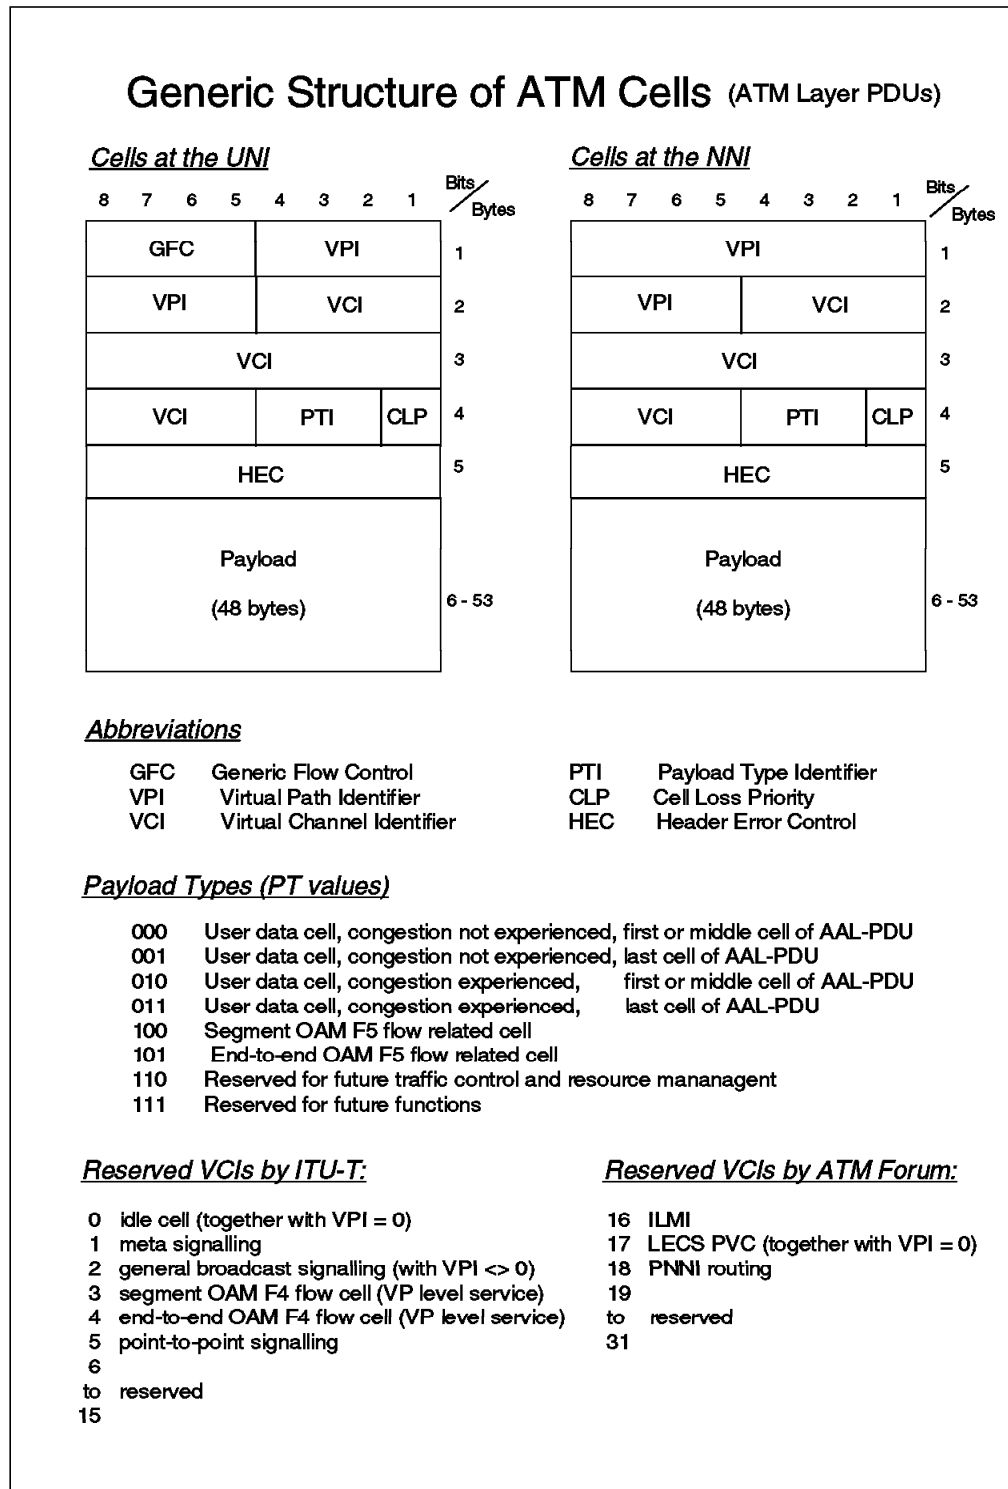 Generic Structure of ATM Cells (ATM Layer PDUs)
Cells at the UNI
8 7 6 5 4 3 2 1 Bits/Bytes
GFC VPI 1
VPI VCI 2
VCI 3
VCI PTI CLP 4
HEC 5
Payload
(48 bytes) 6 - 53
Cells at the NNI
8 7 6 5 4 3 2 1 Bits/Bytes
VPI 1
VPI VCI 2
VCI 3
VCI PTI CLP 4
HEC 5
Payload
(48 bytes) 6 - 53
Abbreviations
GFC Generic Flow Control
VPI Virtual Path Identifier
VCI Virtual Channel Identifier
PTI Payload Type Identifier
CLP Cell Loss Priority
HEC Header Error Control
Payload Types (PT values)
000 User data cell, congestion not experienced, first or middle cell of AAL-PDU
001 User data cell, congestion not experienced, last cell of AAL-PDU
010 User data cell, congestion experienced, first or middle cell of AAL-PDU
011 User data cell, congestion experienced, last cell of AAL-PDU
100 Segment OAM F5 flow related cell
101 End-to-end OAM F5 flow related cell
110 Reserved for future traffic control and resource mananagent
111 Reserved for future functions
Reserved VCIs by ITU-T:
0 idle cell (together with VPI = 0)
1 meta signalling
2 general broadcast signalling (with VPI <> 0)
3 segment OAM F4 flow cell (VP level service)
4 end-to-end OAM F4 flow cell (VP level service)
5 point-to-point signalling
6
to reserved
15
Reserved VCIs by ATM Forum:
16 ILMI
17 LECS PVC (together with VPI = 0)
18 PNNI routing
19
to reserved
31